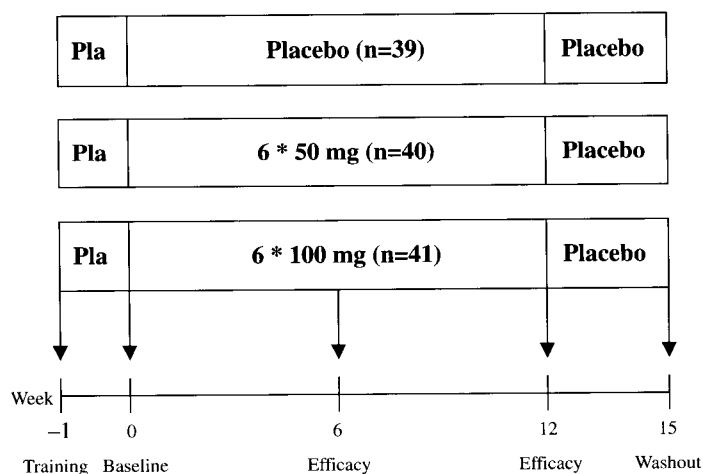 Pla Placebo (n=39) Placebo
Pla 6 * 50 mg (n=40) Placebo
Pla 6 * 100 mg (n=41) Placebo
Week
−1 0 6 12 15
Training Baseline Efficacy Efficacy Washout